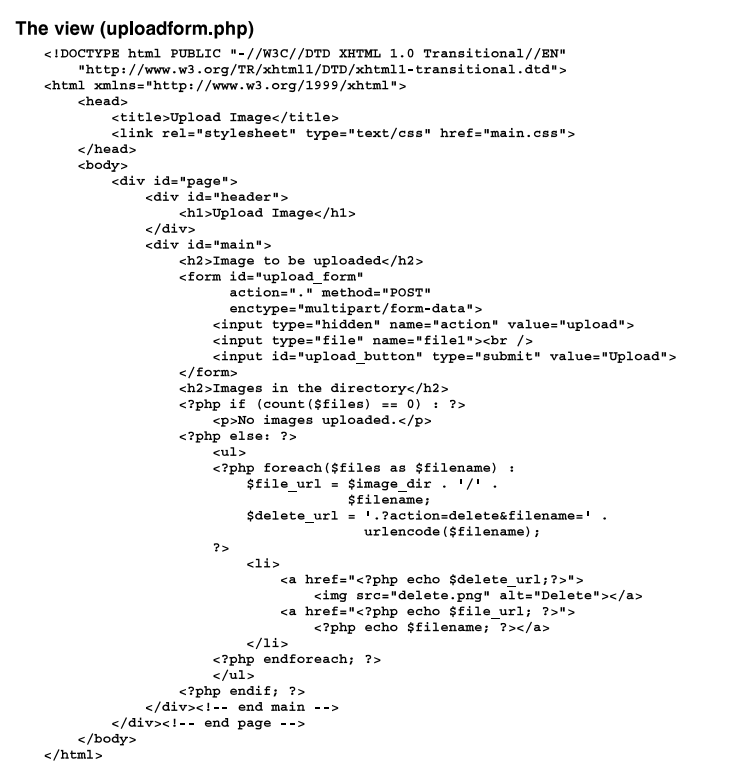 The view (uploadform.php)
<!DOCTYPE html PUBLIC "-//W3C//DTD XHTML 1.0 Transitional//EN"
"http://www.w3.org/TR/xhtml1/DTD/xhtml1-transitional.dtd">
<html xmlns="http://www.w3.org/1999/xhtml">
<head>
<title>Upload Image</title>
<link rel="stylesheet" type="text/css" href="main.css">
</head>
<body>
<div id="page">
<div id="header">
<h1>Upload Image</h1>
</div>
<div id="main">
<h2>Image to be uploaded</h2>
<form id="upload_form"
action="." method="POST"
enctype="multipart/form-data">
<input type="hidden" name="action" value="upload">
<input type="file" name="file1"><br />
<input id="upload_button" type="submit" value="Upload">
</form>
<h2>Images in the directory</h2>
<?php if (count($files) == 0) : ?>
<p>No images uploaded.</p>
<?php else: ?>
<ul>
<?php foreach($files as $filename) :
$file_url = $image_dir . '/' .
$filename;
$delete_url = '.?action=delete&filename=' .
urlencode($filename);
?>
<li>
<a href="<?php echo $delete_url;?>">
<img src="delete.png" alt="Delete"></a>
<a href="<?php echo $file_url; ?>">
<?php echo $filename; ?></a>
</li>
<?php endforeach; ?>
</ul>
<?php endif; ?>
</div><!-- end main -->
</div><!-- end page -->
</body>
</html>